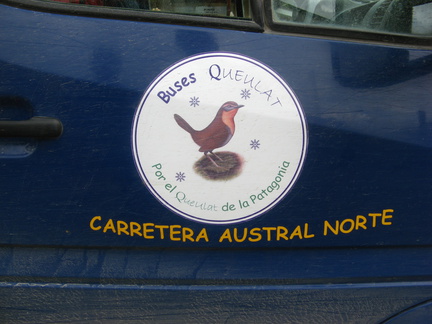 Buses QUEULAT
Por el Queulat de la Patagonia
CARRETERA AUSTRAL NORTE